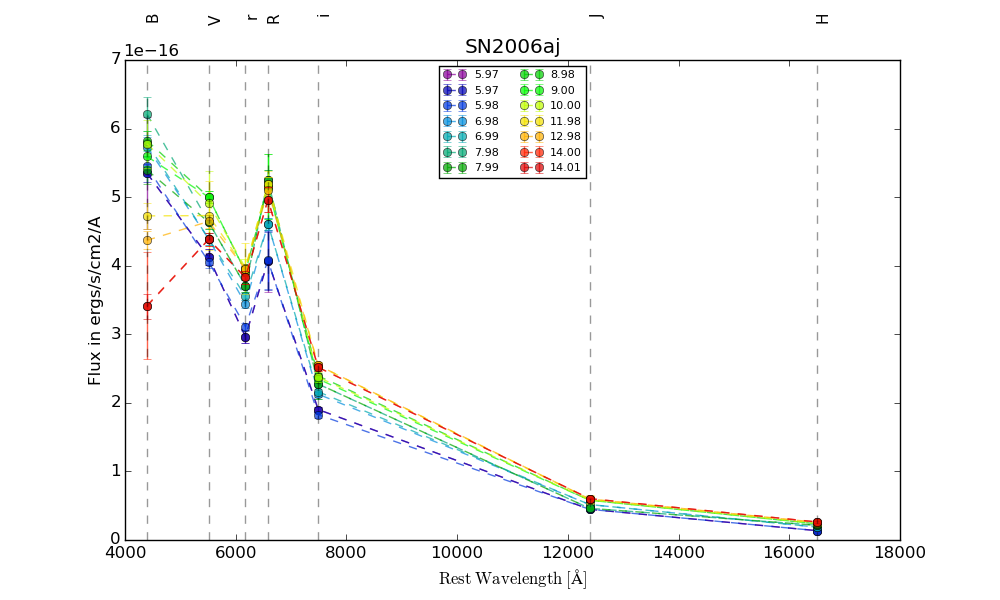 B V r R i J H
SN2006aj
1e−16
7
6
5
4
3
2
1
0
Flux in ergs/s/cm2/A
5.97 8.98
5.97 9.00
5.98 10.00
6.98 11.98
6.99 12.98
7.98 14.00
7.99 14.01
4000 6000 8000 10000 12000 14000 16000 18000
Rest Wavelength [Å]